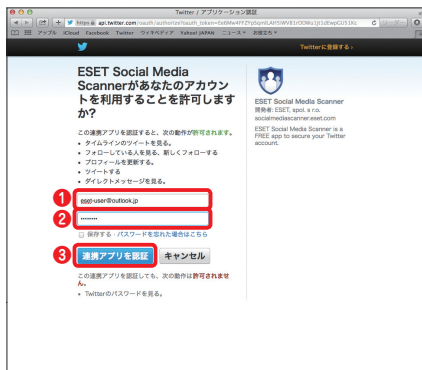 Twitter / アプリケーション認証
https api.twitter.com/oauth/authorize?oauth_token=
リーダー
アップル iCloud Facebook Twitter ウィキペディア Yahoo! JAPAN ニュース お役立ち
Twitterに登録する ›
ESET Social Media
Scannerがあなたのアカウン
トを利用することを許可します
か?
この連携アプリを認証すると、次の動作が許可されます。
• タイムラインのツイートを見る。
• フォローしている人を見る、新しくフォローする
• プロフィールを更新する。
• ツイートする
• ダイレクトメッセージを見る。
1 eset-user@outlook.jp
2 ••••••••
保存する · パスワードを忘れた場合はこちら
3 連携アプリを認証 キャンセル
この連携アプリを認証しても、次の動作は許可されませ
ん。
• Twitterのパスワードを見る。
ESET Social Media Scanner
開発者: ESET, spol. s r.o.
socialmediascanner.eset.com
ESET Social Media Scanner is a
FREE app to secure your Twitter
account.